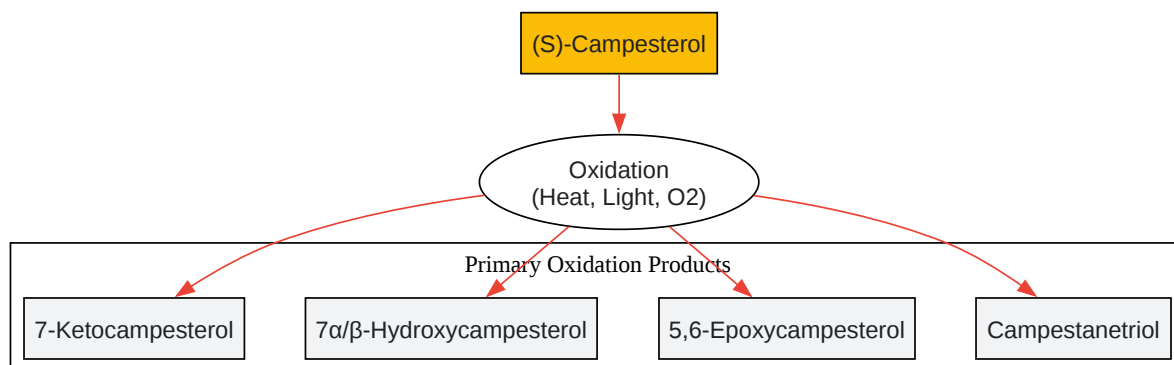 (S)-Campesterol
Oxidation
(Heat, Light, O2)
Primary Oxidation Products
7-Ketocampesterol
7α/β-Hydroxycampesterol
5,6-Epoxycampesterol
Campestanetriol